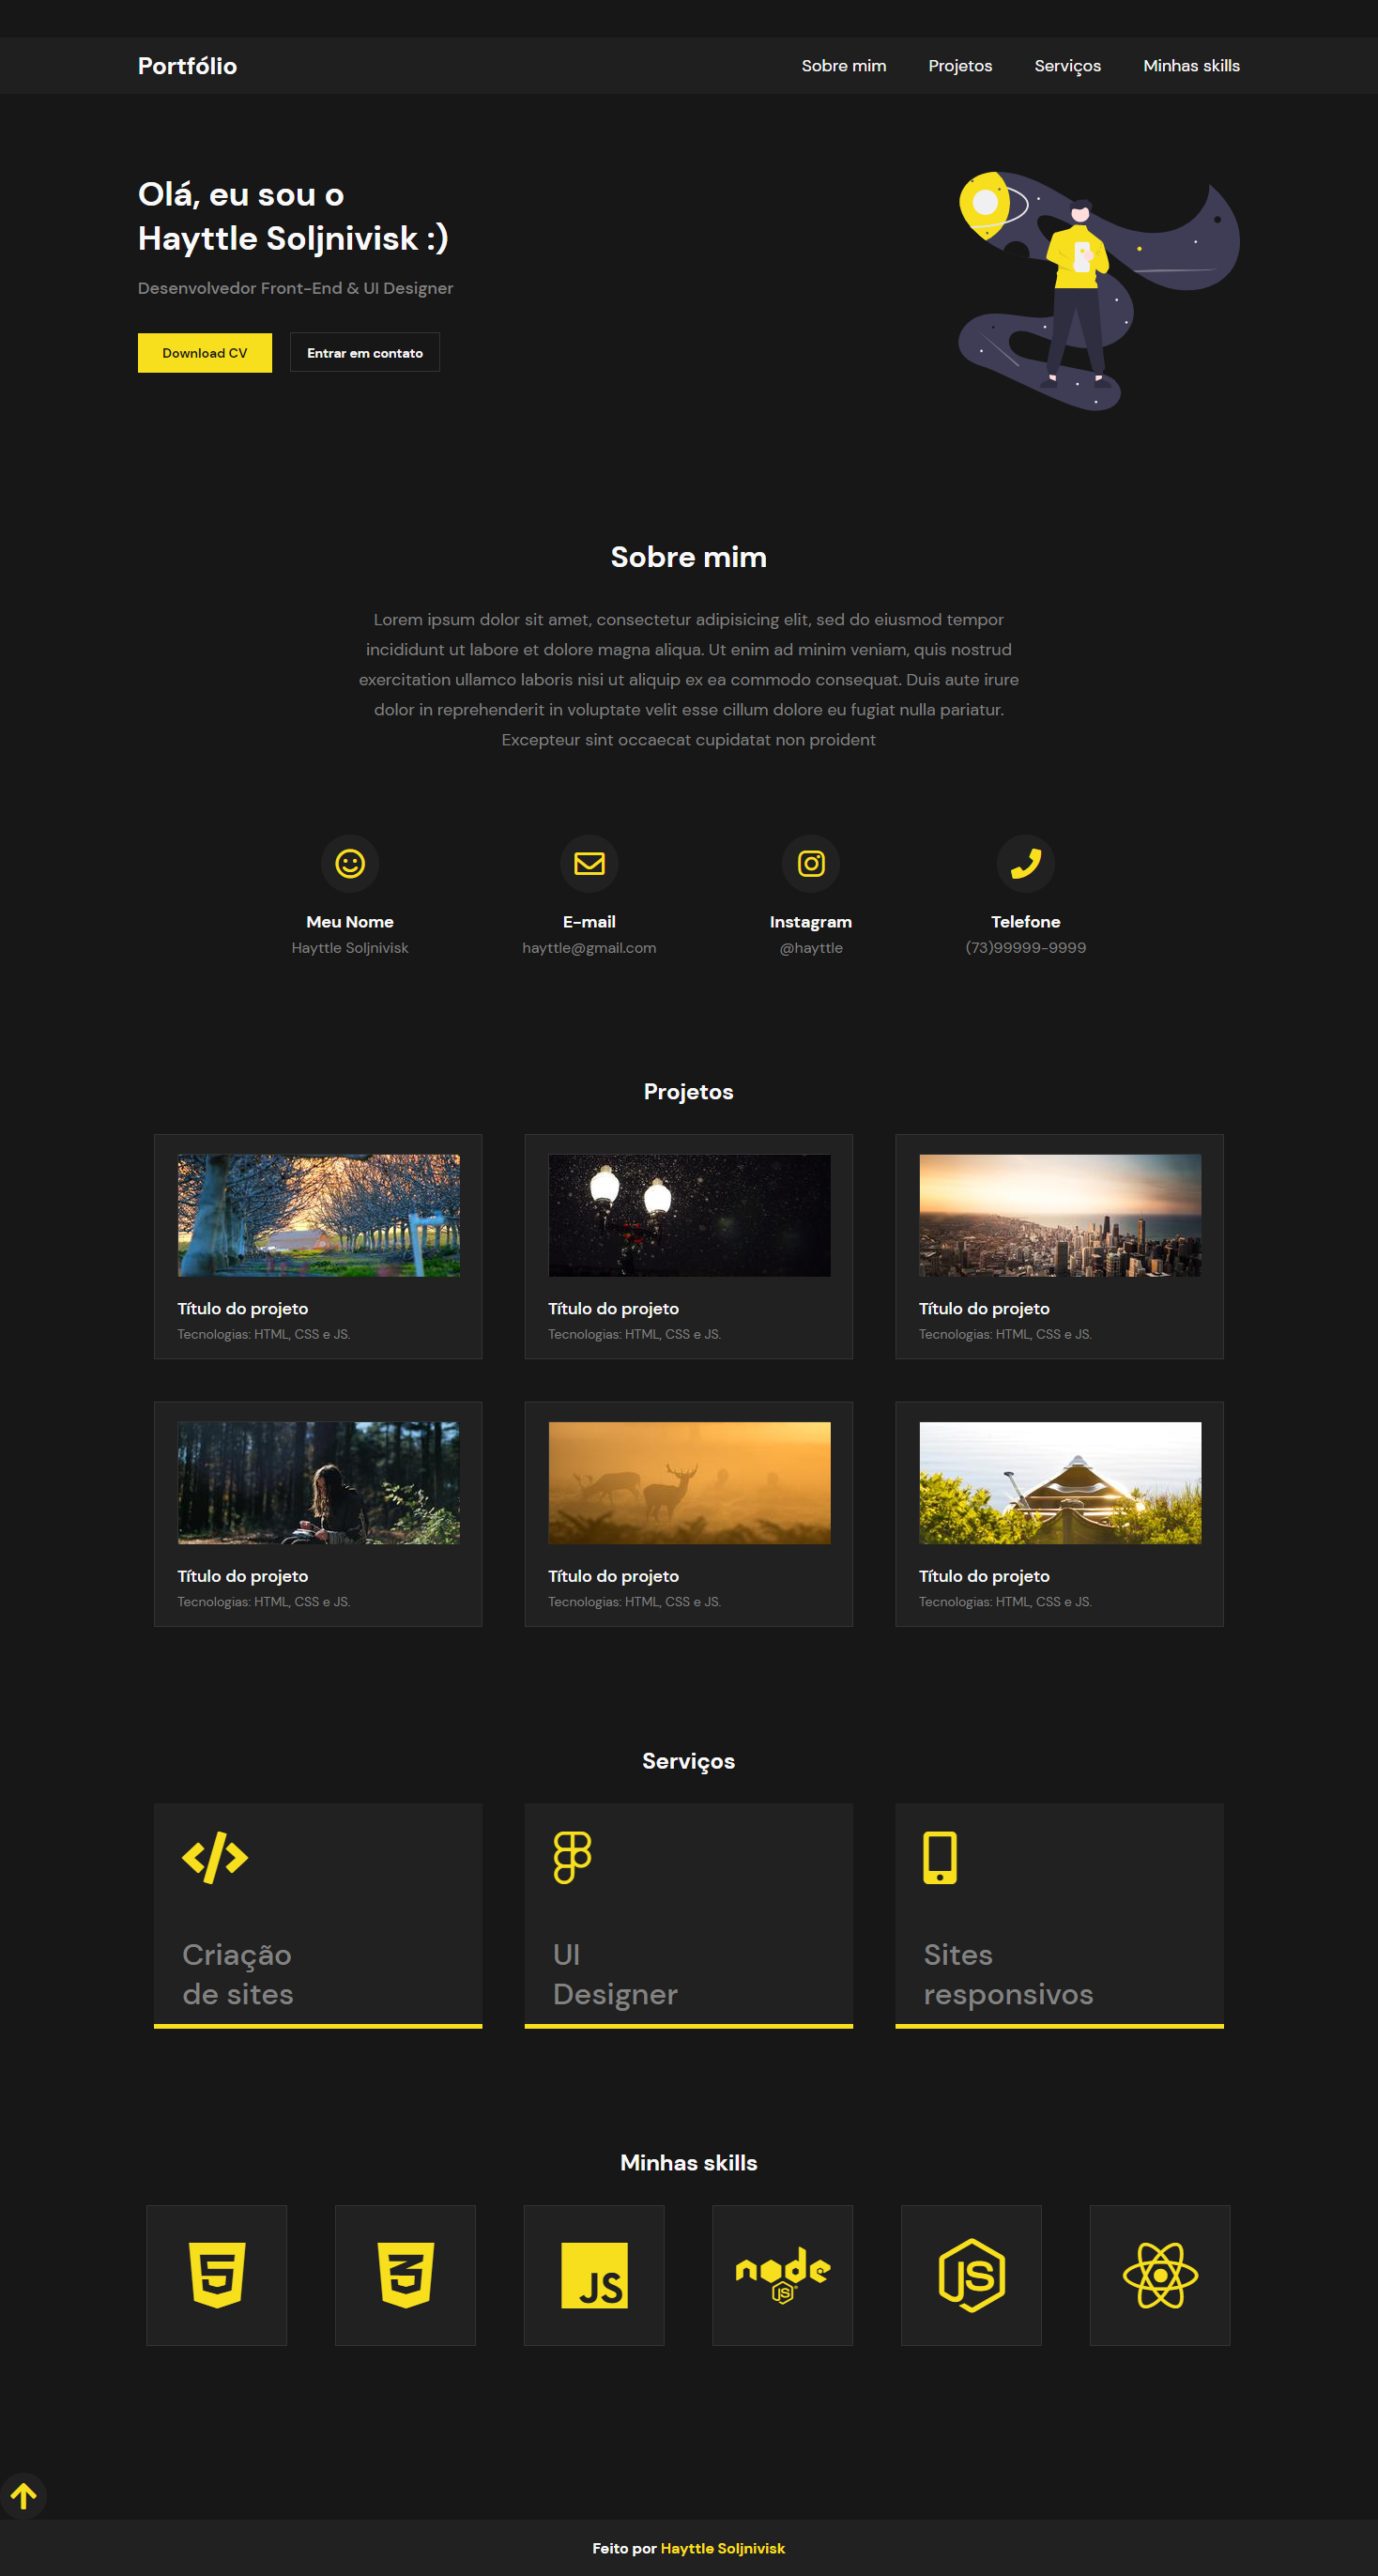 Portfólio
Sobre mim
Projetos
Serviços
Minhas skills
Olá, eu sou o
Hayttle Soljnivisk :)
Desenvolvedor Front-End & UI Designer
Download CV
Entrar em contato
Sobre mim
Lorem ipsum dolor sit amet, consectetur adipisicing elit, sed do eiusmod tempor
incididunt ut labore et dolore magna aliqua. Ut enim ad minim veniam, quis nostrud
exercitation ullamco laboris nisi ut aliquip ex ea commodo consequat. Duis aute irure
dolor in reprehenderit in voluptate velit esse cillum dolore eu fugiat nulla pariatur.
Excepteur sint occaecat cupidatat non proident
Meu Nome
Hayttle Soljnivisk
E-mail
hayttle@gmail.com
Instagram
@hayttle
Telefone
(73)99999-9999
Projetos
Título do projeto
Tecnologias: HTML, CSS e JS.
Título do projeto
Tecnologias: HTML, CSS e JS.
Título do projeto
Tecnologias: HTML, CSS e JS.
Título do projeto
Tecnologias: HTML, CSS e JS.
Título do projeto
Tecnologias: HTML, CSS e JS.
Título do projeto
Tecnologias: HTML, CSS e JS.
Serviços
Criação
de sites
UI
Designer
Sites
responsivos
Minhas skills
5
3
JS
node
JS
JS
Feito por Hayttle Soljnivisk